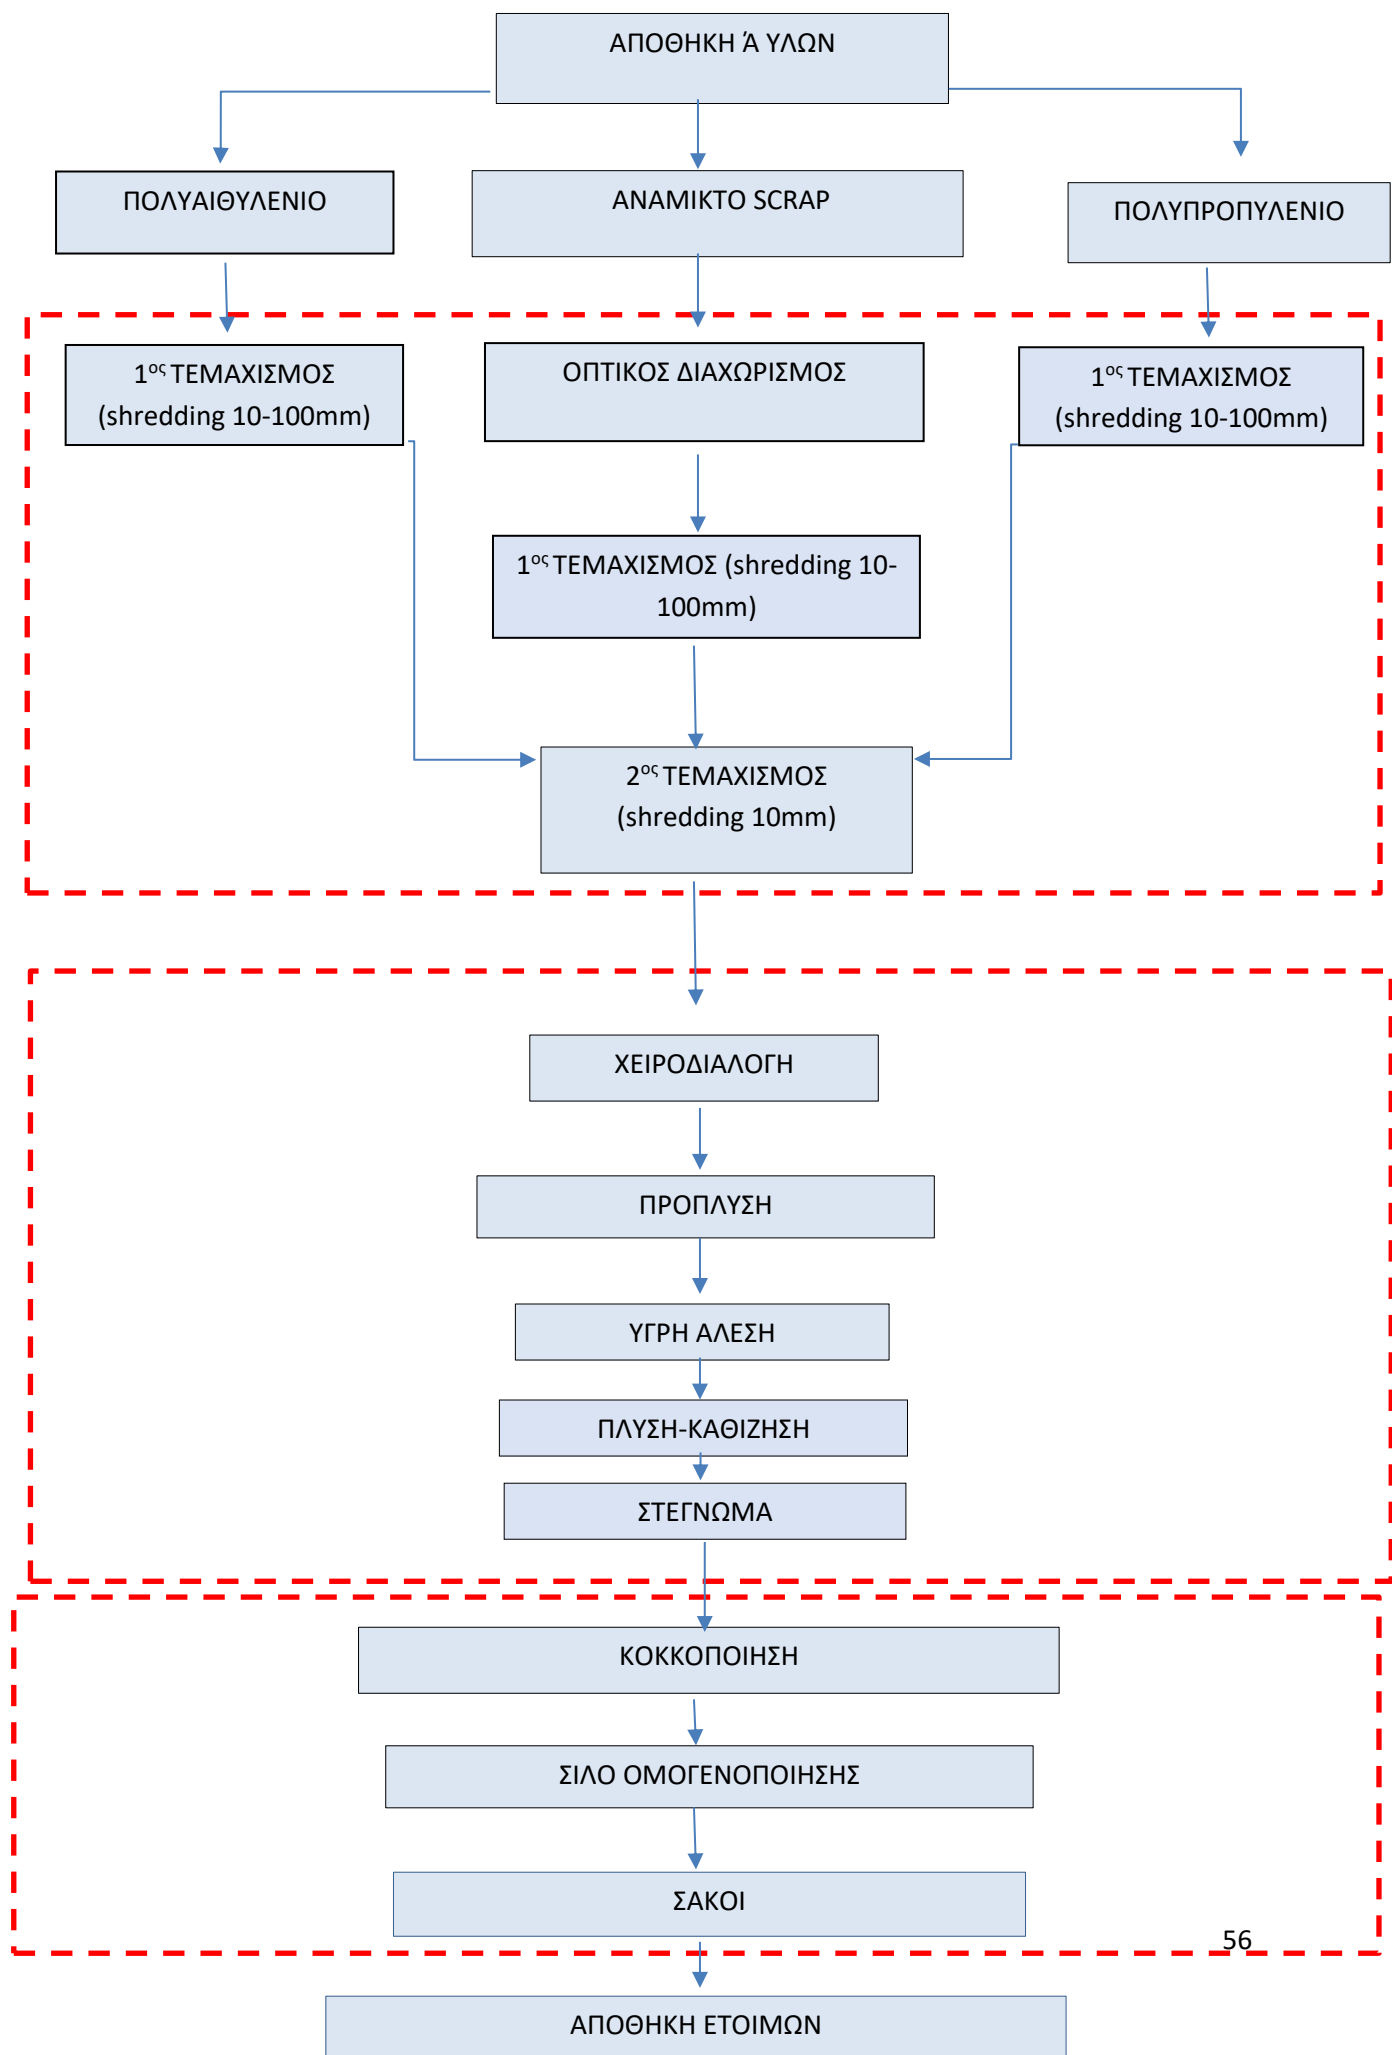 ΑΠΟΘΗΚΗ Ά ΥΛΩΝ
ΠΟΛΥΑΙΘΥΛΕΝΙΟ
ΑΝΑΜΙΚΤΟ SCRAP
ΠΟΛΥΠΡΟΠΥΛΕΝΙΟ
1ος ΤΕΜΑΧΙΣΜΟΣ
(shredding 10-100mm)
ΟΠΤΙΚΟΣ ΔΙΑΧΩΡΙΣΜΟΣ
1ος ΤΕΜΑΧΙΣΜΟΣ
(shredding 10-100mm)
1ος ΤΕΜΑΧΙΣΜΟΣ (shredding 10-
100mm)
2ος ΤΕΜΑΧΙΣΜΟΣ
(shredding 10mm)
ΧΕΙΡΟΔΙΑΛΟΓΗ
ΠΡΟΠΛΥΣΗ
ΥΓΡΗ ΑΛΕΣΗ
ΠΛΥΣΗ-ΚΑΘΙΖΗΣΗ
ΣΤΕΓΝΩΜΑ
ΚΟΚΚΟΠΟΙΗΣΗ
ΣΙΛΟ ΟΜΟΓΕΝΟΠΟΙΗΣΗΣ
ΣΑΚΟΙ
56
ΑΠΟΘΗΚΗ ΕΤΟΙΜΩΝ